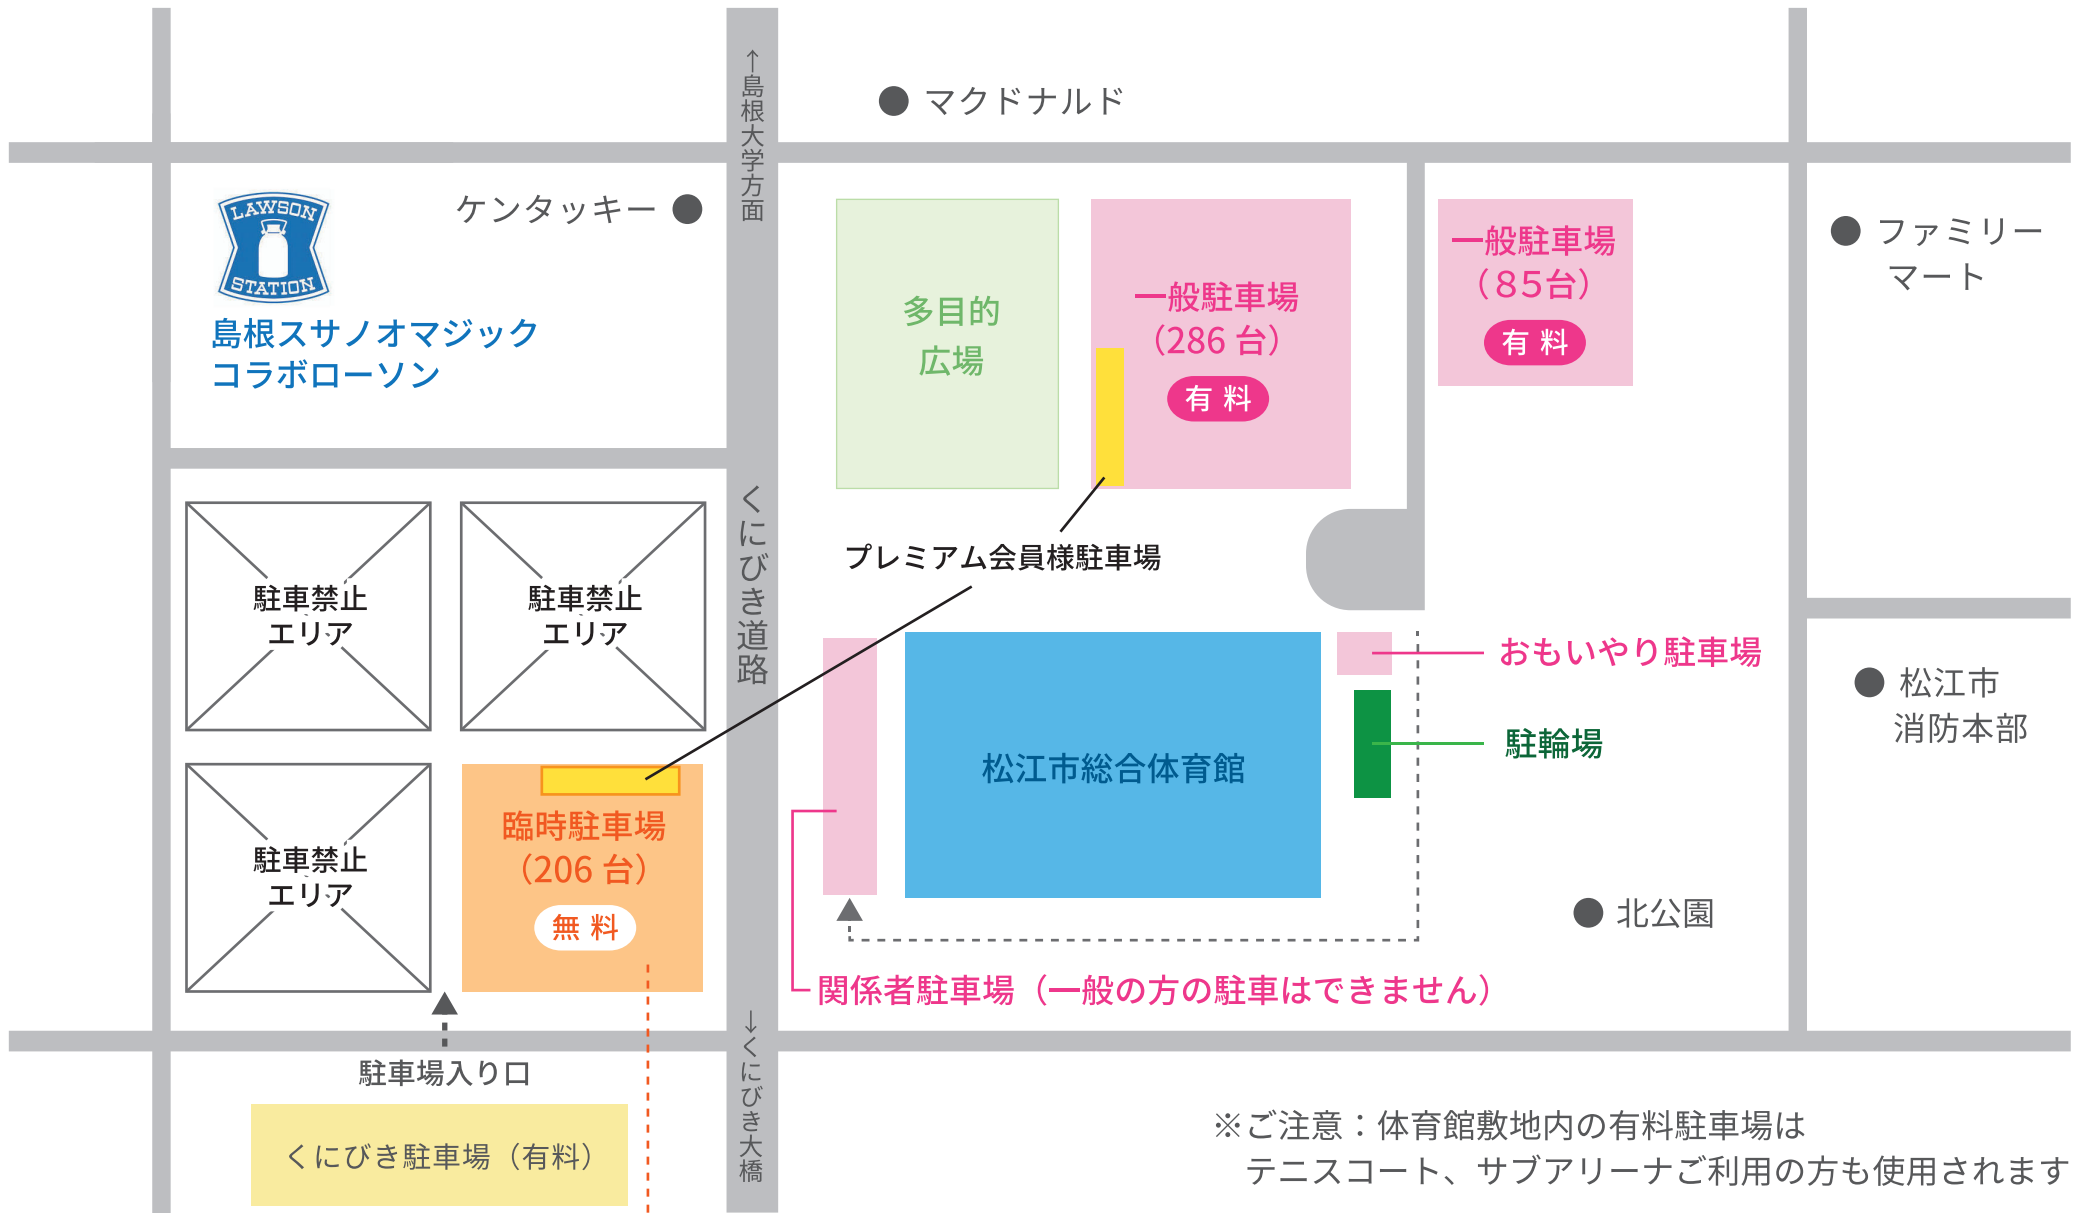 ↑島根大学方面
マクドナルド
ケンタッキー
LAWSON
STATION
島根スサノオマジック
コラボローソン
多目的
広場
一般駐車場
（286 台）
有 料
一般駐車場
（85台）
有 料
ファミリー
マート
くにびき道路
プレミアム会員様駐車場
駐車禁止
エリア
駐車禁止
エリア
駐車禁止
エリア
臨時駐車場
（206 台）
無 料
松江市総合体育館
おもいやり駐車場
駐輪場
松江市
消防本部
北公園
関係者駐車場（一般の方の駐車はできません）
↓くにびき大橋
駐車場入り口
くにびき駐車場（有料）
※ご注意：体育館敷地内の有料駐車場は
テニスコート、サブアリーナご利用の方も使用されます